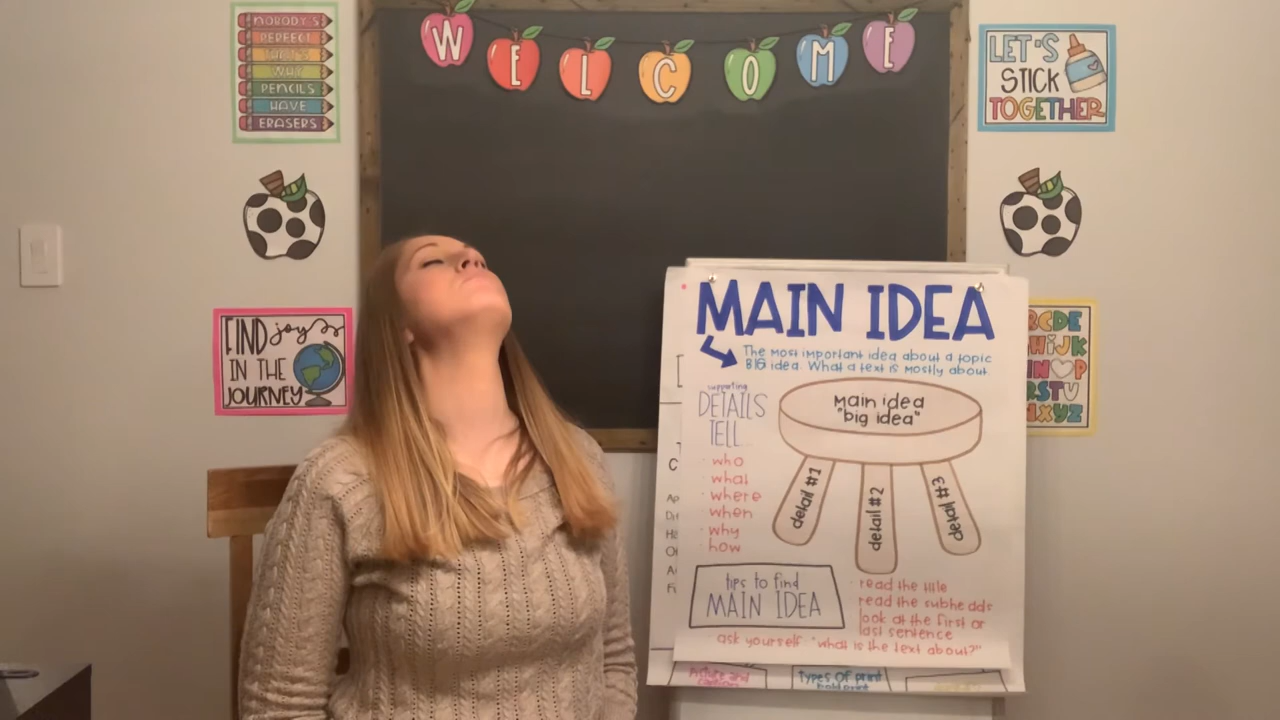 NOBODY'S
PERFECT
THAT'S
WHY
PENCILS
HAVE
ERASERS
WELCOME
LET'S
STICK
TOGETHER
FIND joy
IN THE
JOURNEY
MAIN IDEA
The most important idea about a topic
BIG idea. What a text is mostly about.
supporting
DETAILS
TELL
· who
· what
· where
· when
· why
· how
Main idea
"big idea"
detail #1
detail #2
detail #3
tips to find
MAIN IDEA
· read the title
· read the subheadds
look at the first or
last sentence
· ask yourself: "what is the text about?"
Types of print
bold print